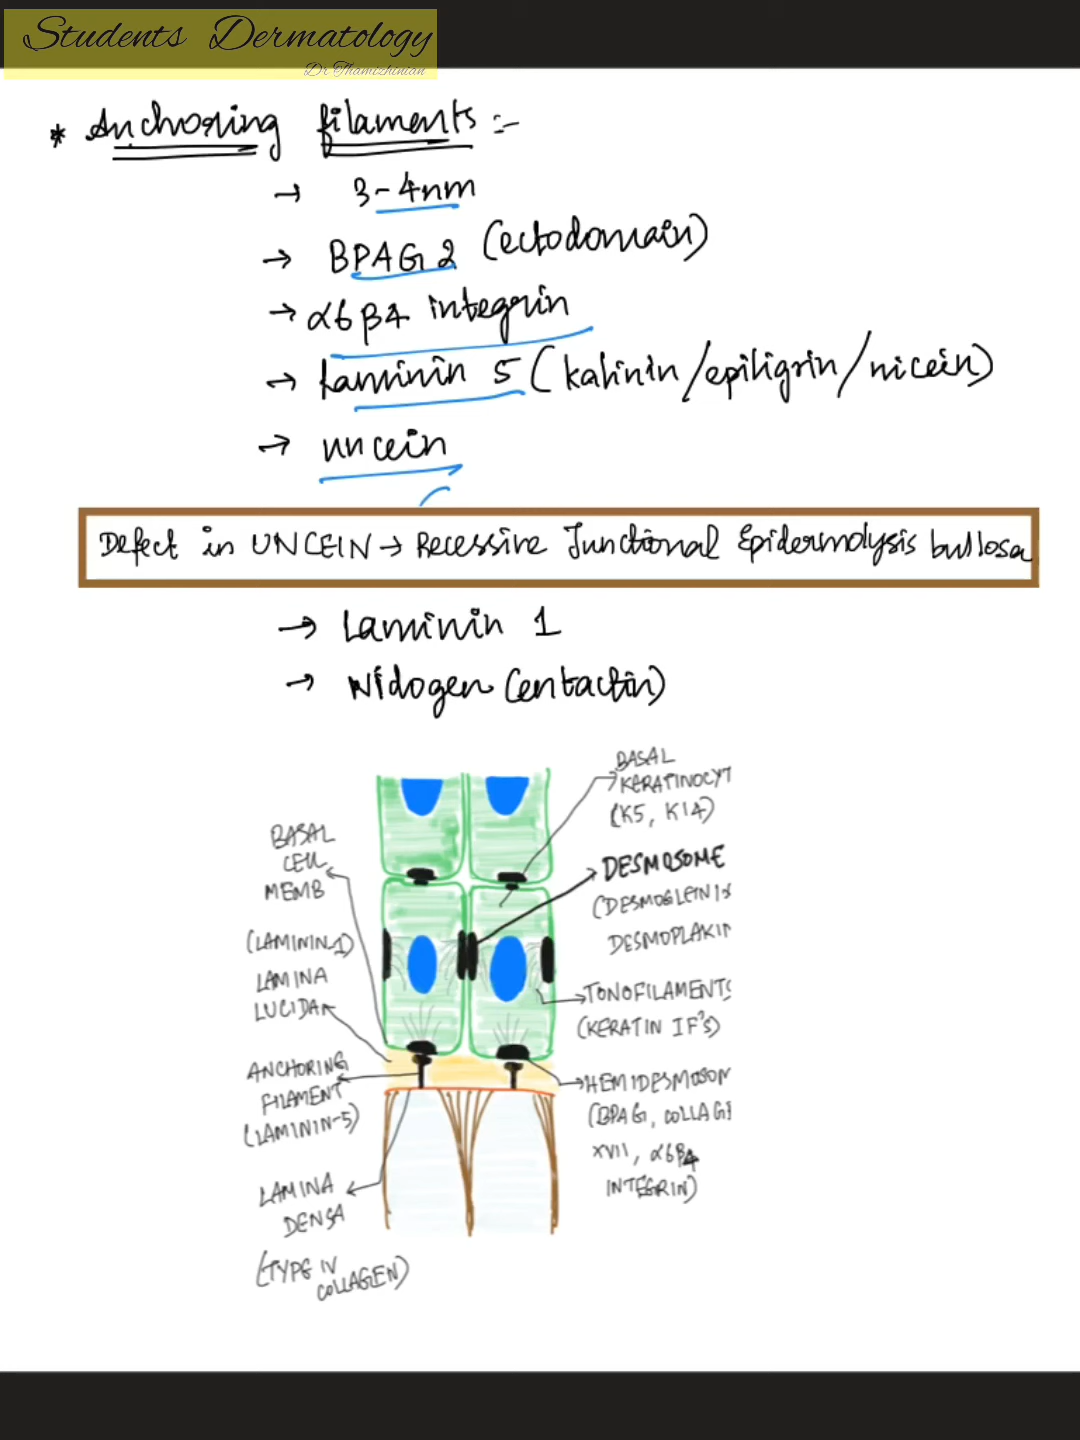 Students Dermatology
Dr Thamizhinian
* Anchoring filaments :-
→ 3-4nm
→ BPAG 2 (ectodomain)
→ α6β4 integrin
→ Laminin 5 (kalinin/epiligrin/nicein)
→ uncein
Defect in UNCEIN → Recessive Junctional Epidermolysis bullosa
→ Laminin 1
→ Nidogen (entactin)
BASAL
KERATINOCYT
(K5, K14)
BASAL
CELL
MEMB
DESMOSOME
(DESMOGLEIN 1,
DESMOPLAKIN
(LAMININ-1)
LAMINA
LUCIDA
TONOFILAMENTS
(KERATIN IF'S)
ANCHORING
FILAMENT
(LAMININ-5)
HEMIDESMOSOM
(BPAG1, COLLAGE
XVII, α6β4
INTEGRIN)
LAMINA
DENSA
(TYPE IV
COLLAGEN)